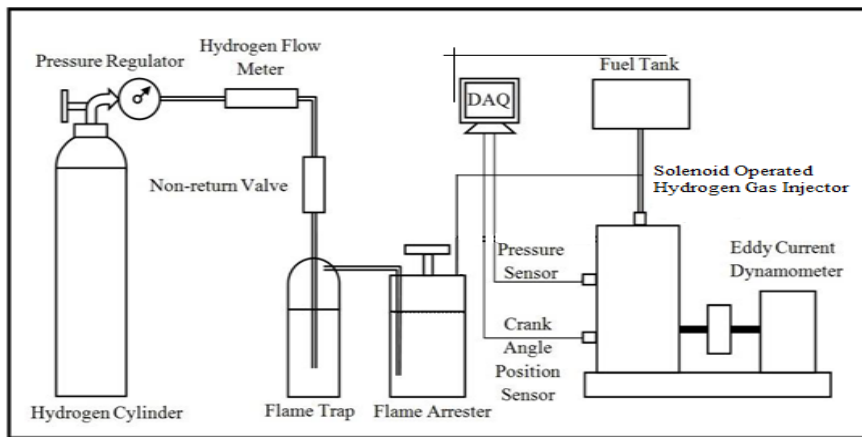 Hydrogen Flow
Meter
Pressure Regulator
Fuel Tank
DAQ
Non-return Valve
Solenoid Operated
Hydrogen Gas Injector
Pressure
Sensor
Eddy Current
Dynamometer
Crank
Angle
Position
Sensor
Hydrogen Cylinder
Flame Trap
Flame Arrester